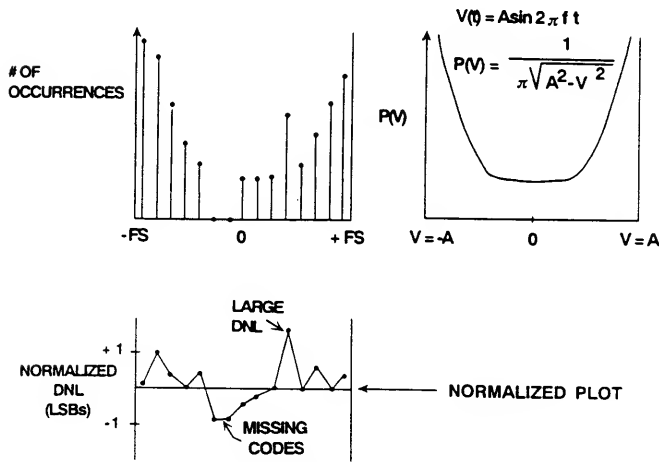 # OF
OCCURRENCES
- FS
0
+ FS
V(t) = A sin 2 π f t
P(V) = 1 / π√A² - V²
P(V)
V = -A
0
V = A
LARGE
DNL
+ 1
NORMALIZED
DNL
(LSBs)
-1
MISSING
CODES
NORMALIZED PLOT